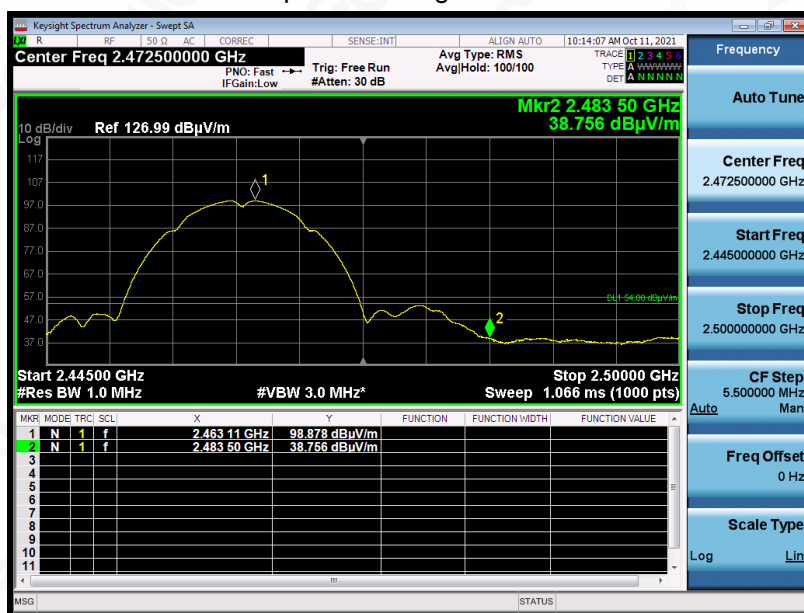 Keysight Spectrum Analyzer - Swept SA
LXI R RF 50 Ω AC CORREC SENSE:INT ALIGN AUTO 10:14:07 AM Oct 11, 2021
Center Freq 2.472500000 GHz
PNO: Fast
IFGain:Low
Trig: Free Run
#Atten: 30 dB
Avg Type: RMS
Avg|Hold: 100/100
TRACE 1 2 3 4 5 6
TYPE A WWWWW
DET A N N N N N
Mkr2 2.483 50 GHz
38.756 dBµV/m
10 dB/div Ref 126.99 dBµV/m
Log
117
107
97.0
87.0
77.0
67.0
57.0
47.0
37.0
1
2
DL1 54.00 dBµV/m
Start 2.44500 GHz Stop 2.50000 GHz
#Res BW 1.0 MHz #VBW 3.0 MHz* Sweep 1.066 ms (1000 pts)
MKR MODE TRC SCL X Y FUNCTION FUNCTION WIDTH FUNCTION VALUE
1 N 1 f 2.463 11 GHz 98.878 dBµV/m
2 N 1 f 2.483 50 GHz 38.756 dBµV/m
3
4
5
6
7
8
9
10
11
MSG STATUS
Frequency
Auto Tune
Center Freq
2.472500000 GHz
Start Freq
2.445000000 GHz
Stop Freq
2.500000000 GHz
CF Step
5.500000 MHz
Auto Man
Freq Offset
0 Hz
Scale Type
Log Lin